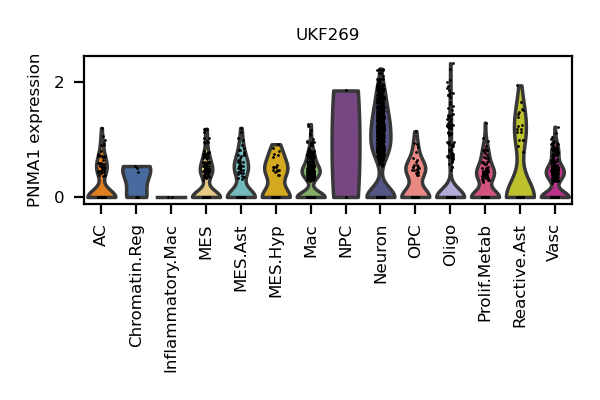 UKF269
PNMA1 expression
2
0
AC
Chromatin.Reg
Inflammatory.Mac
MES
MES.Ast
MES.Hyp
Mac
NPC
Neuron
OPC
Oligo
Prolif.Metab
Reactive.Ast
Vasc